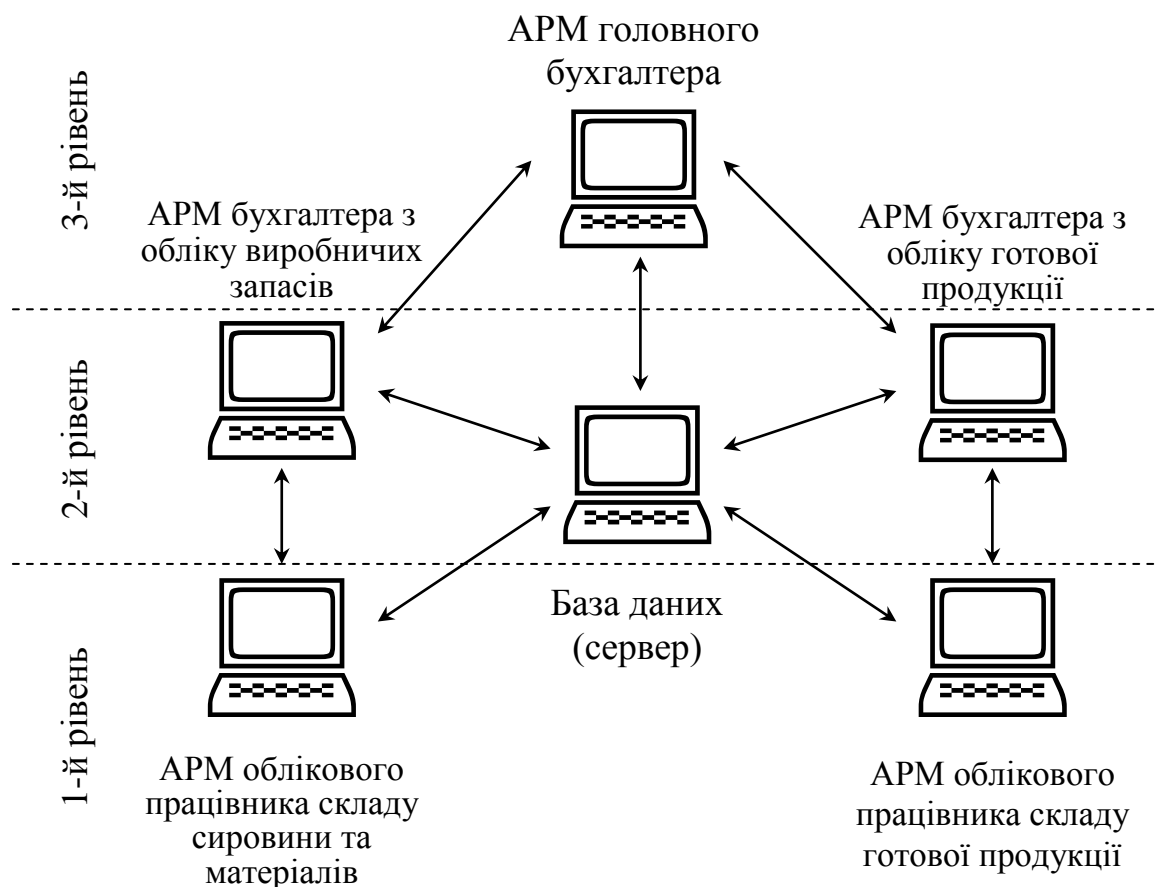 АРМ головного
бухгалтера
3-й рівень
АРМ бухгалтера з
обліку виробничих
запасів
АРМ бухгалтера з
обліку готової
продукції
2-й рівень
База даних
(сервер)
1-й рівень
АРМ облікового
працівника складу
сировини та
матеріалів
АРМ облікового
працівника складу
готової продукції